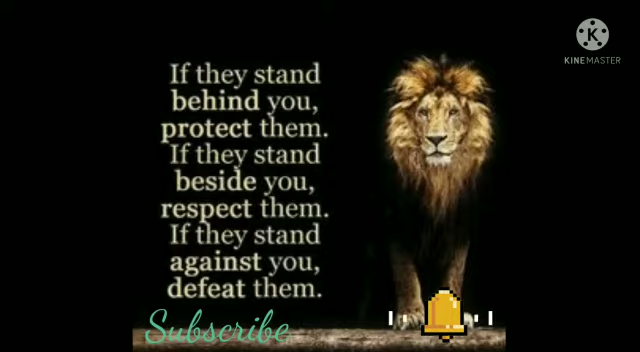 K
KINEMASTER
If they stand
behind you,
protect them.
If they stand
beside you,
respect them.
If they stand
against you,
defeat them.
Subscribe